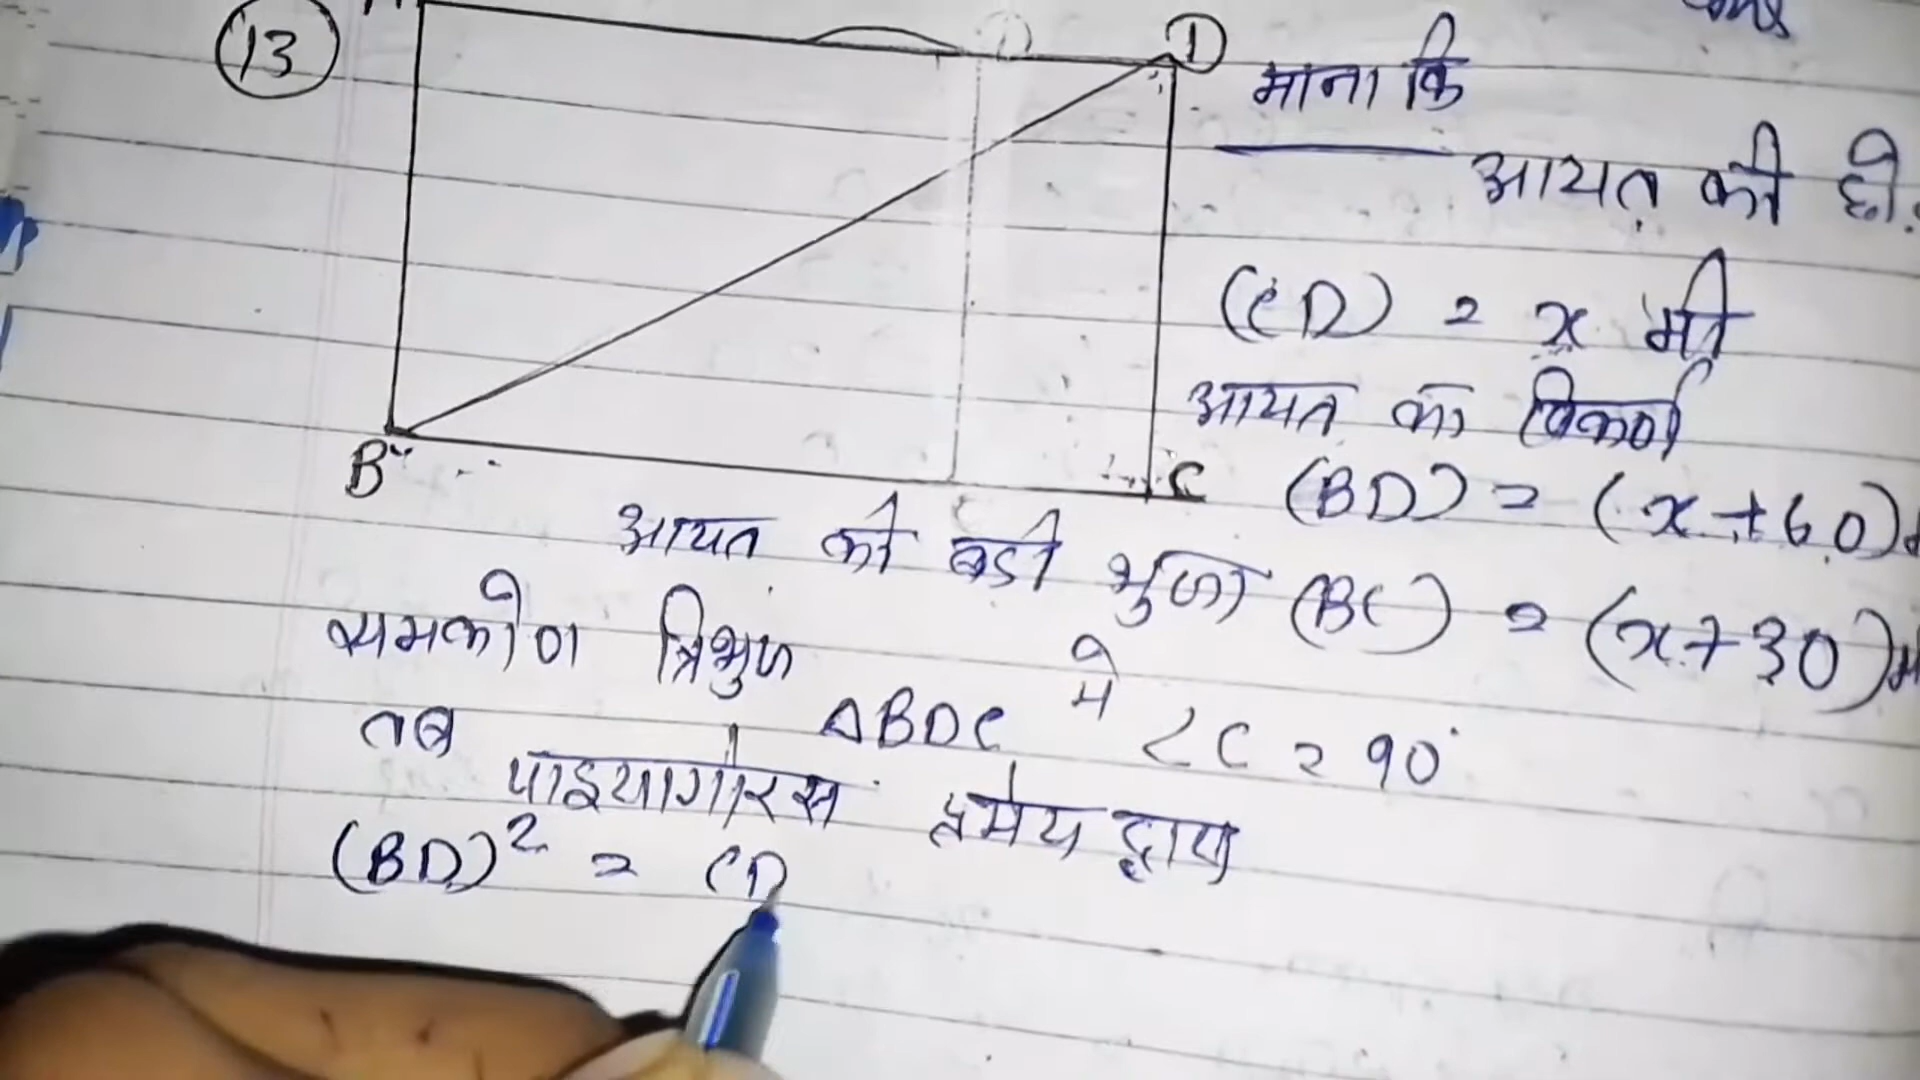 13
D
माना कि
आयत की छो
(CD) = x मी
आयत का विकर्ण
B
C
(BD) = (x+60)
आयत की बडी भुजा (BC) = (x+30)
समकोण त्रिभुज
ΔBDC में ∠C = 90°
तब
पाइथागोरस प्रमेय द्वारा
(BD)² = CD